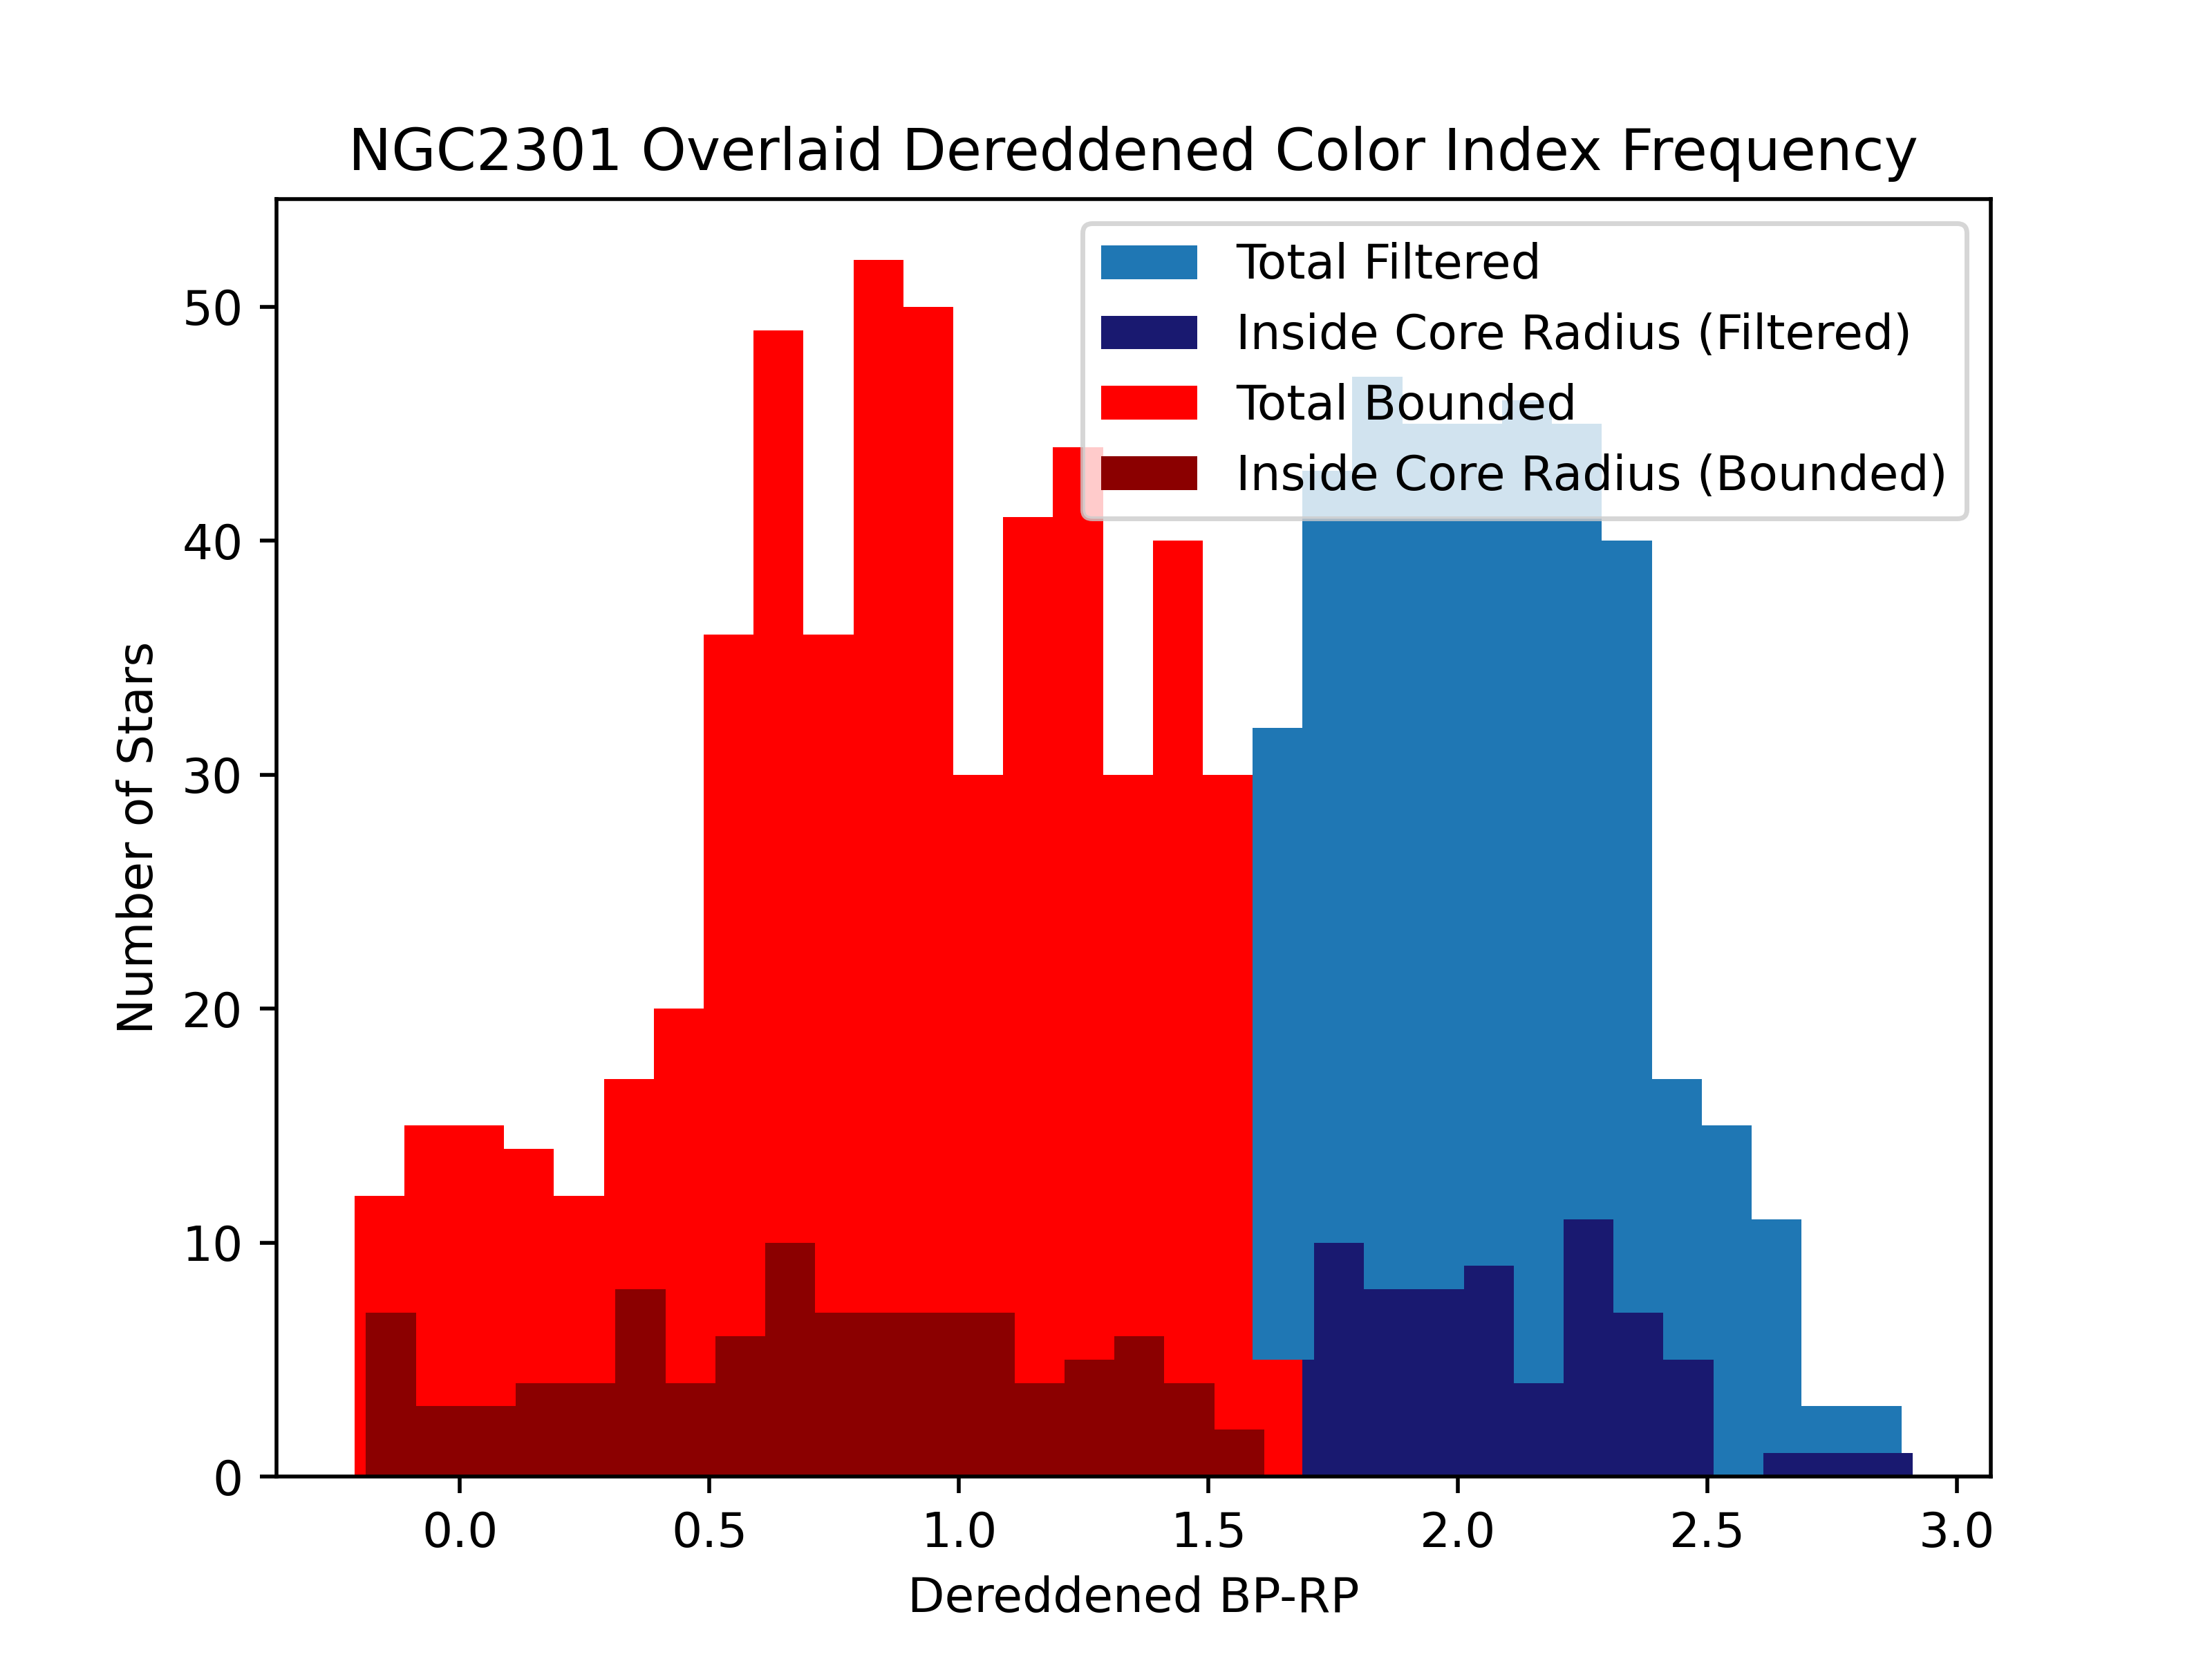 NGC2301 Overlaid Dereddened Color Index Frequency
Total Filtered
Inside Core Radius (Filtered)
Total Bounded
Inside Core Radius (Bounded)
Number of Stars
50
40
30
20
10
0
0.0 0.5 1.0 1.5 2.0 2.5 3.0
Dereddened BP-RP